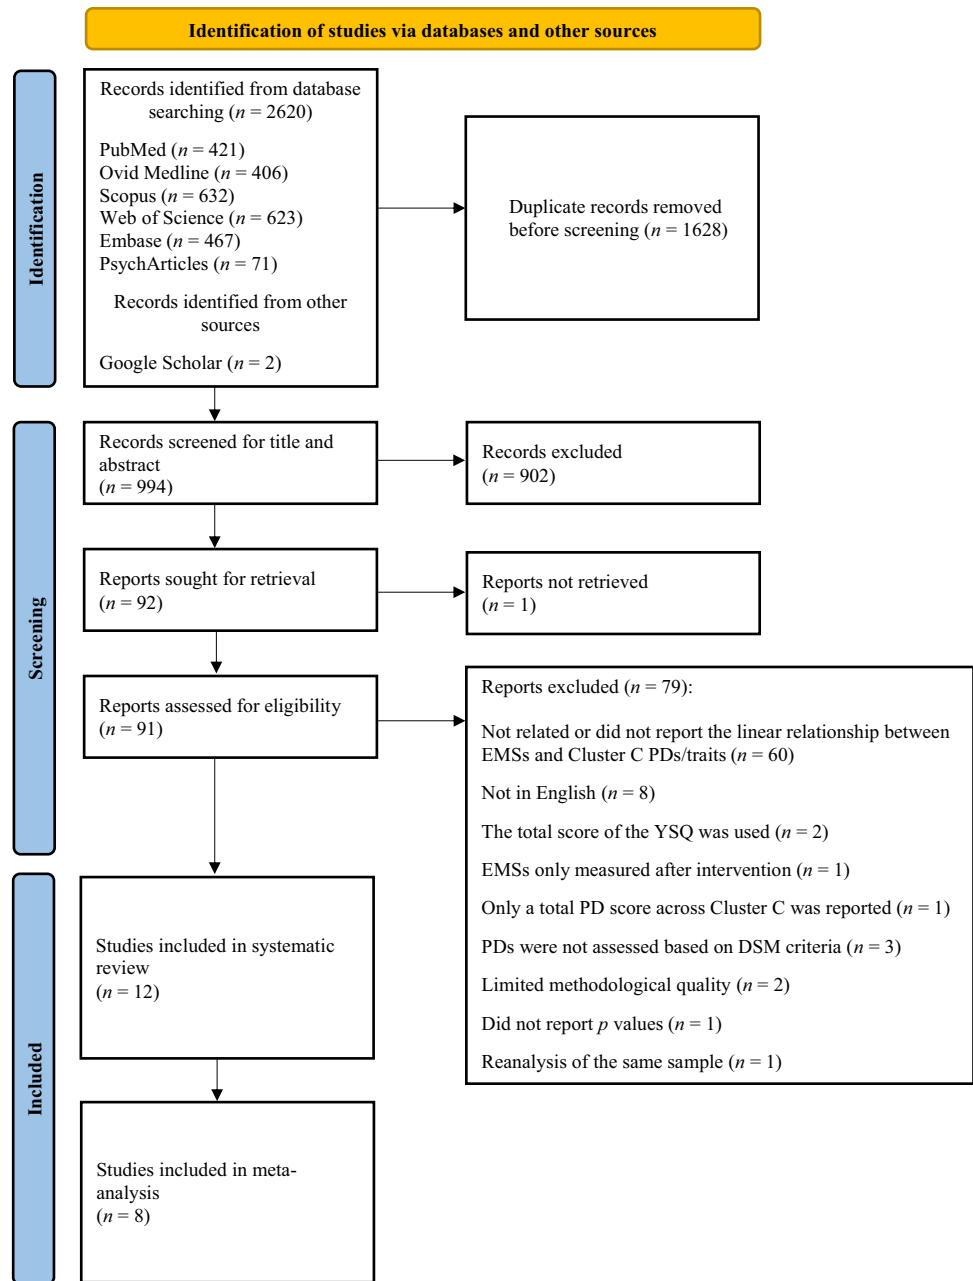 Identification of studies via databases and other sources
Identification
Records identified from database
searching (n = 2620)
PubMed (n = 421)
Ovid Medline (n = 406)
Scopus (n = 632)
Web of Science (n = 623)
Embase (n = 467)
PsychArticles (n = 71)
Records identified from other
sources
Google Scholar (n = 2)
Duplicate records removed
before screening (n = 1628)
Screening
Records screened for title and
abstract
(n = 994)
Records excluded
(n = 902)
Reports sought for retrieval
(n = 92)
Reports not retrieved
(n = 1)
Reports assessed for eligibility
(n = 91)
Reports excluded (n = 79):
Not related or did not report the linear relationship between
EMSs and Cluster C PDs/traits (n = 60)
Not in English (n = 8)
The total score of the YSQ was used (n = 2)
EMSs only measured after intervention (n = 1)
Only a total PD score across Cluster C was reported (n = 1)
PDs were not assessed based on DSM criteria (n = 3)
Limited methodological quality (n = 2)
Did not report p values (n = 1)
Reanalysis of the same sample (n = 1)
Included
Studies included in systematic
review
(n = 12)
Studies included in meta-
analysis
(n = 8)